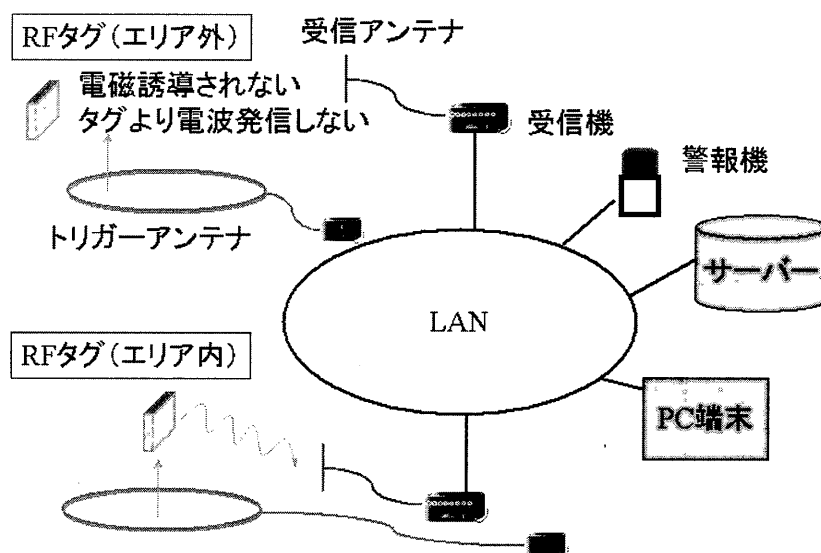 RFタグ(エリア外)
受信アンテナ
電磁誘導されない
タグより電波発信しない
受信機
警報機
トリガーアンテナ
サーバー
LAN
RFタグ(エリア内)
PC端末